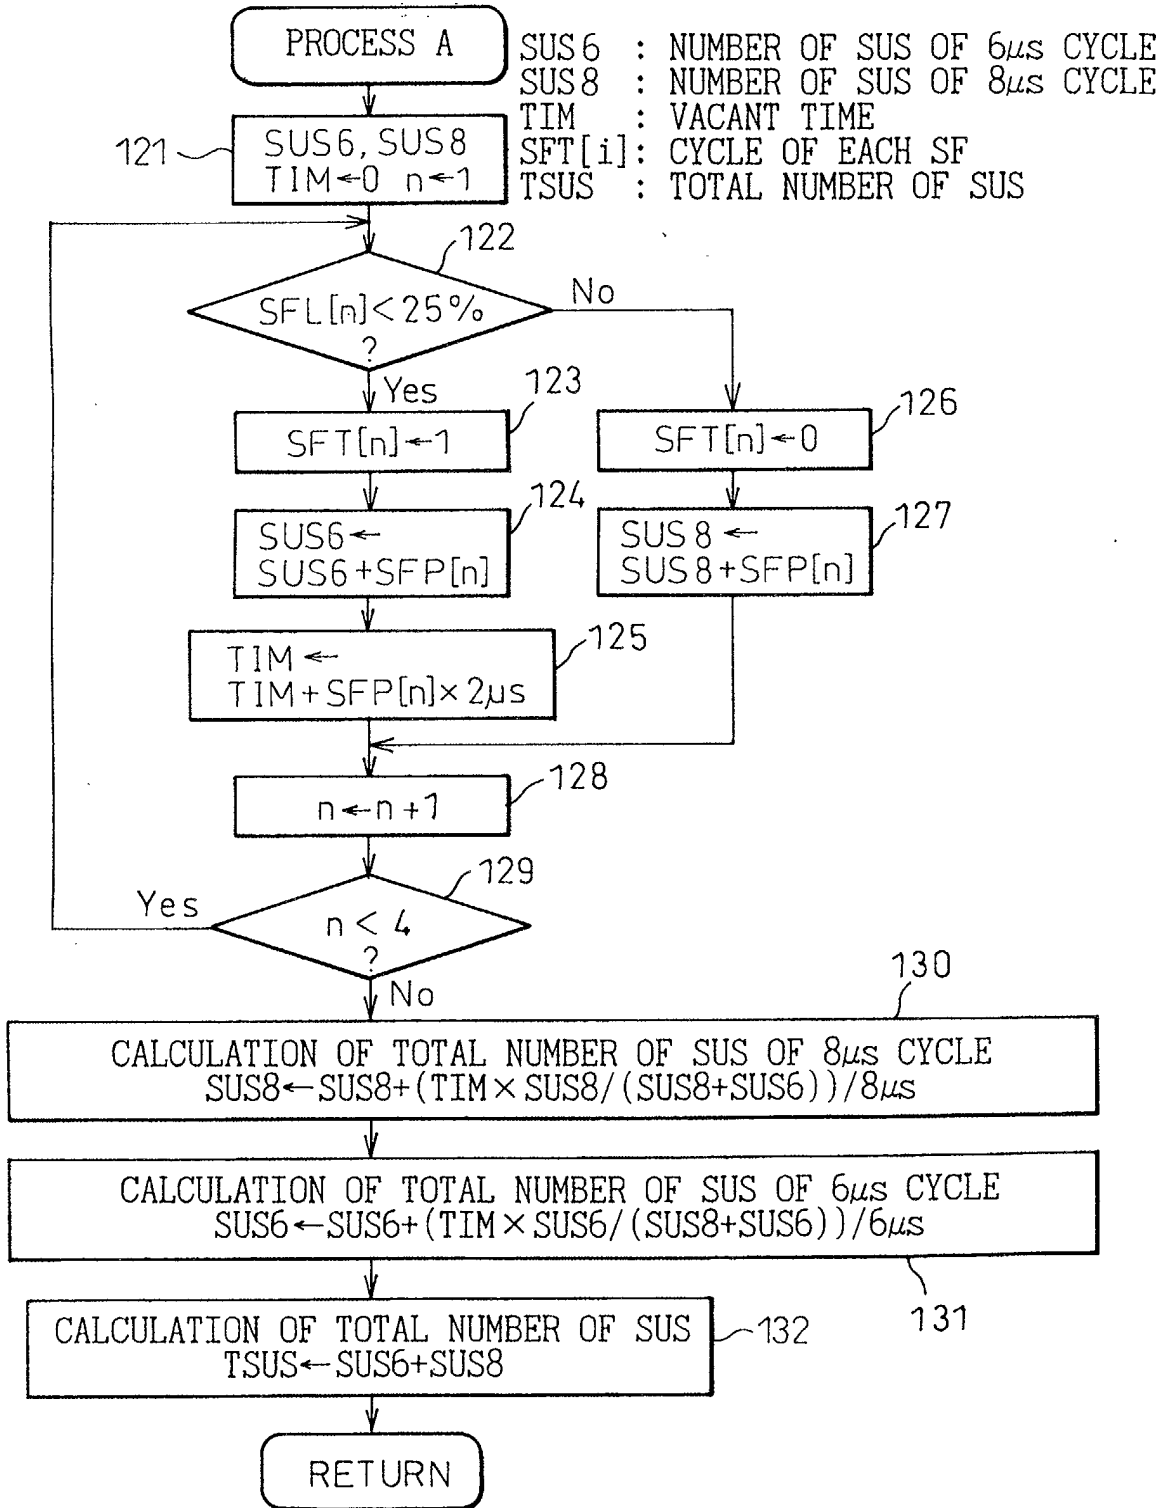 PROCESS A
SUS6 : NUMBER OF SUS OF 6μs CYCLE
SUS8 : NUMBER OF SUS OF 8μs CYCLE
TIM : VACANT TIME
SFT[i]: CYCLE OF EACH SF
TSUS : TOTAL NUMBER OF SUS
121
SUS6, SUS8
TIM←0 n←1
122
SFL[n]<25%
?
No
Yes
123
SFT[n]←1
126
SFT[n]←0
124
SUS6←
SUS6+SFP[n]
127
SUS8←
SUS8+SFP[n]
125
TIM←
TIM+SFP[n]×2μs
128
n←n+1
129
Yes
n< 4
?
No
130
CALCULATION OF TOTAL NUMBER OF SUS OF 8μs CYCLE
SUS8←SUS8+(TIM×SUS8/(SUS8+SUS6))/8μs
CALCULATION OF TOTAL NUMBER OF SUS OF 6μs CYCLE
SUS6←SUS6+(TIM×SUS6/(SUS8+SUS6))/6μs
131
CALCULATION OF TOTAL NUMBER OF SUS
TSUS←SUS6+SUS8
132
RETURN